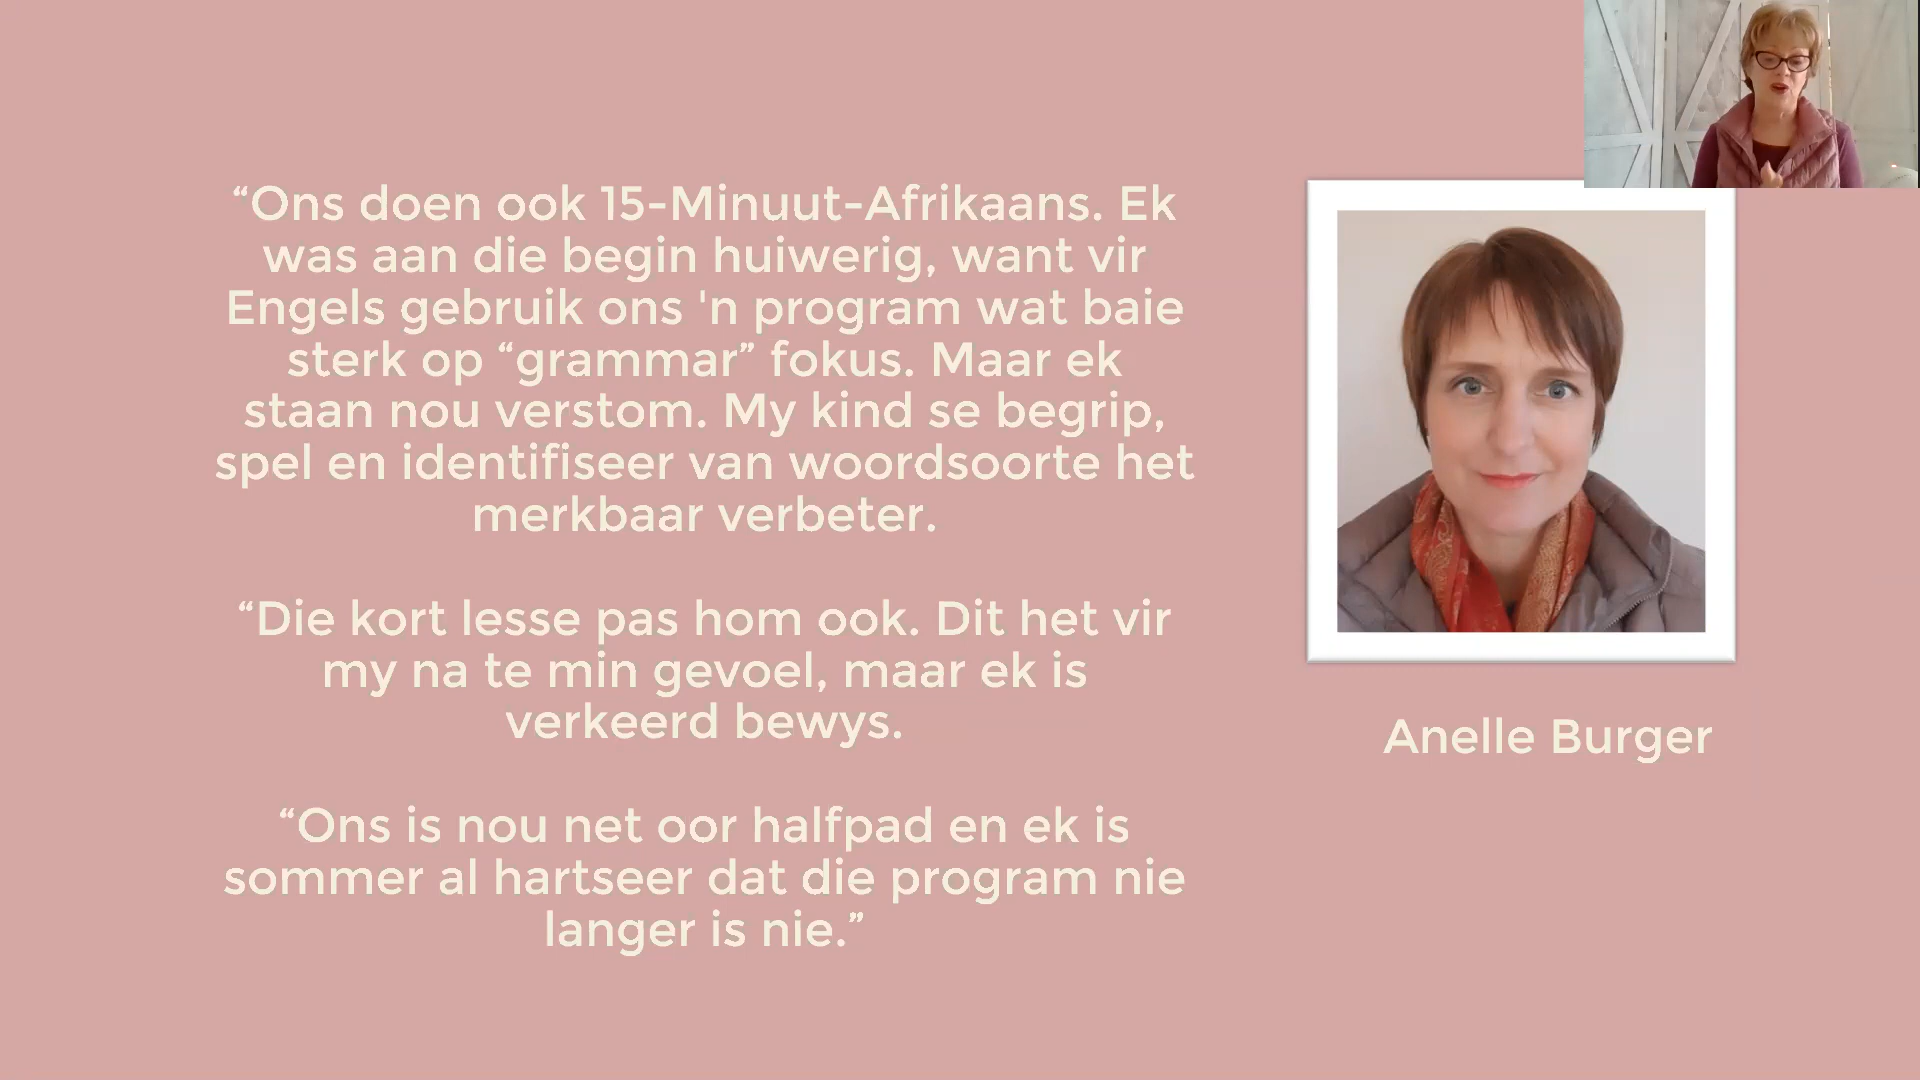 “Ons doen ook 15-Minuut-Afrikaans. Ek
was aan die begin huiwerig, want vir
Engels gebruik ons 'n program wat baie
sterk op “grammar” fokus. Maar ek
staan nou verstom. My kind se begrip,
spel en identifiseer van woordsoorte het
merkbaar verbeter.
“Die kort lesse pas hom ook. Dit het vir
my na te min gevoel, maar ek is
verkeerd bewys.
“Ons is nou net oor halfpad en ek is
sommer al hartseer dat die program nie
langer is nie.”
Anelle Burger